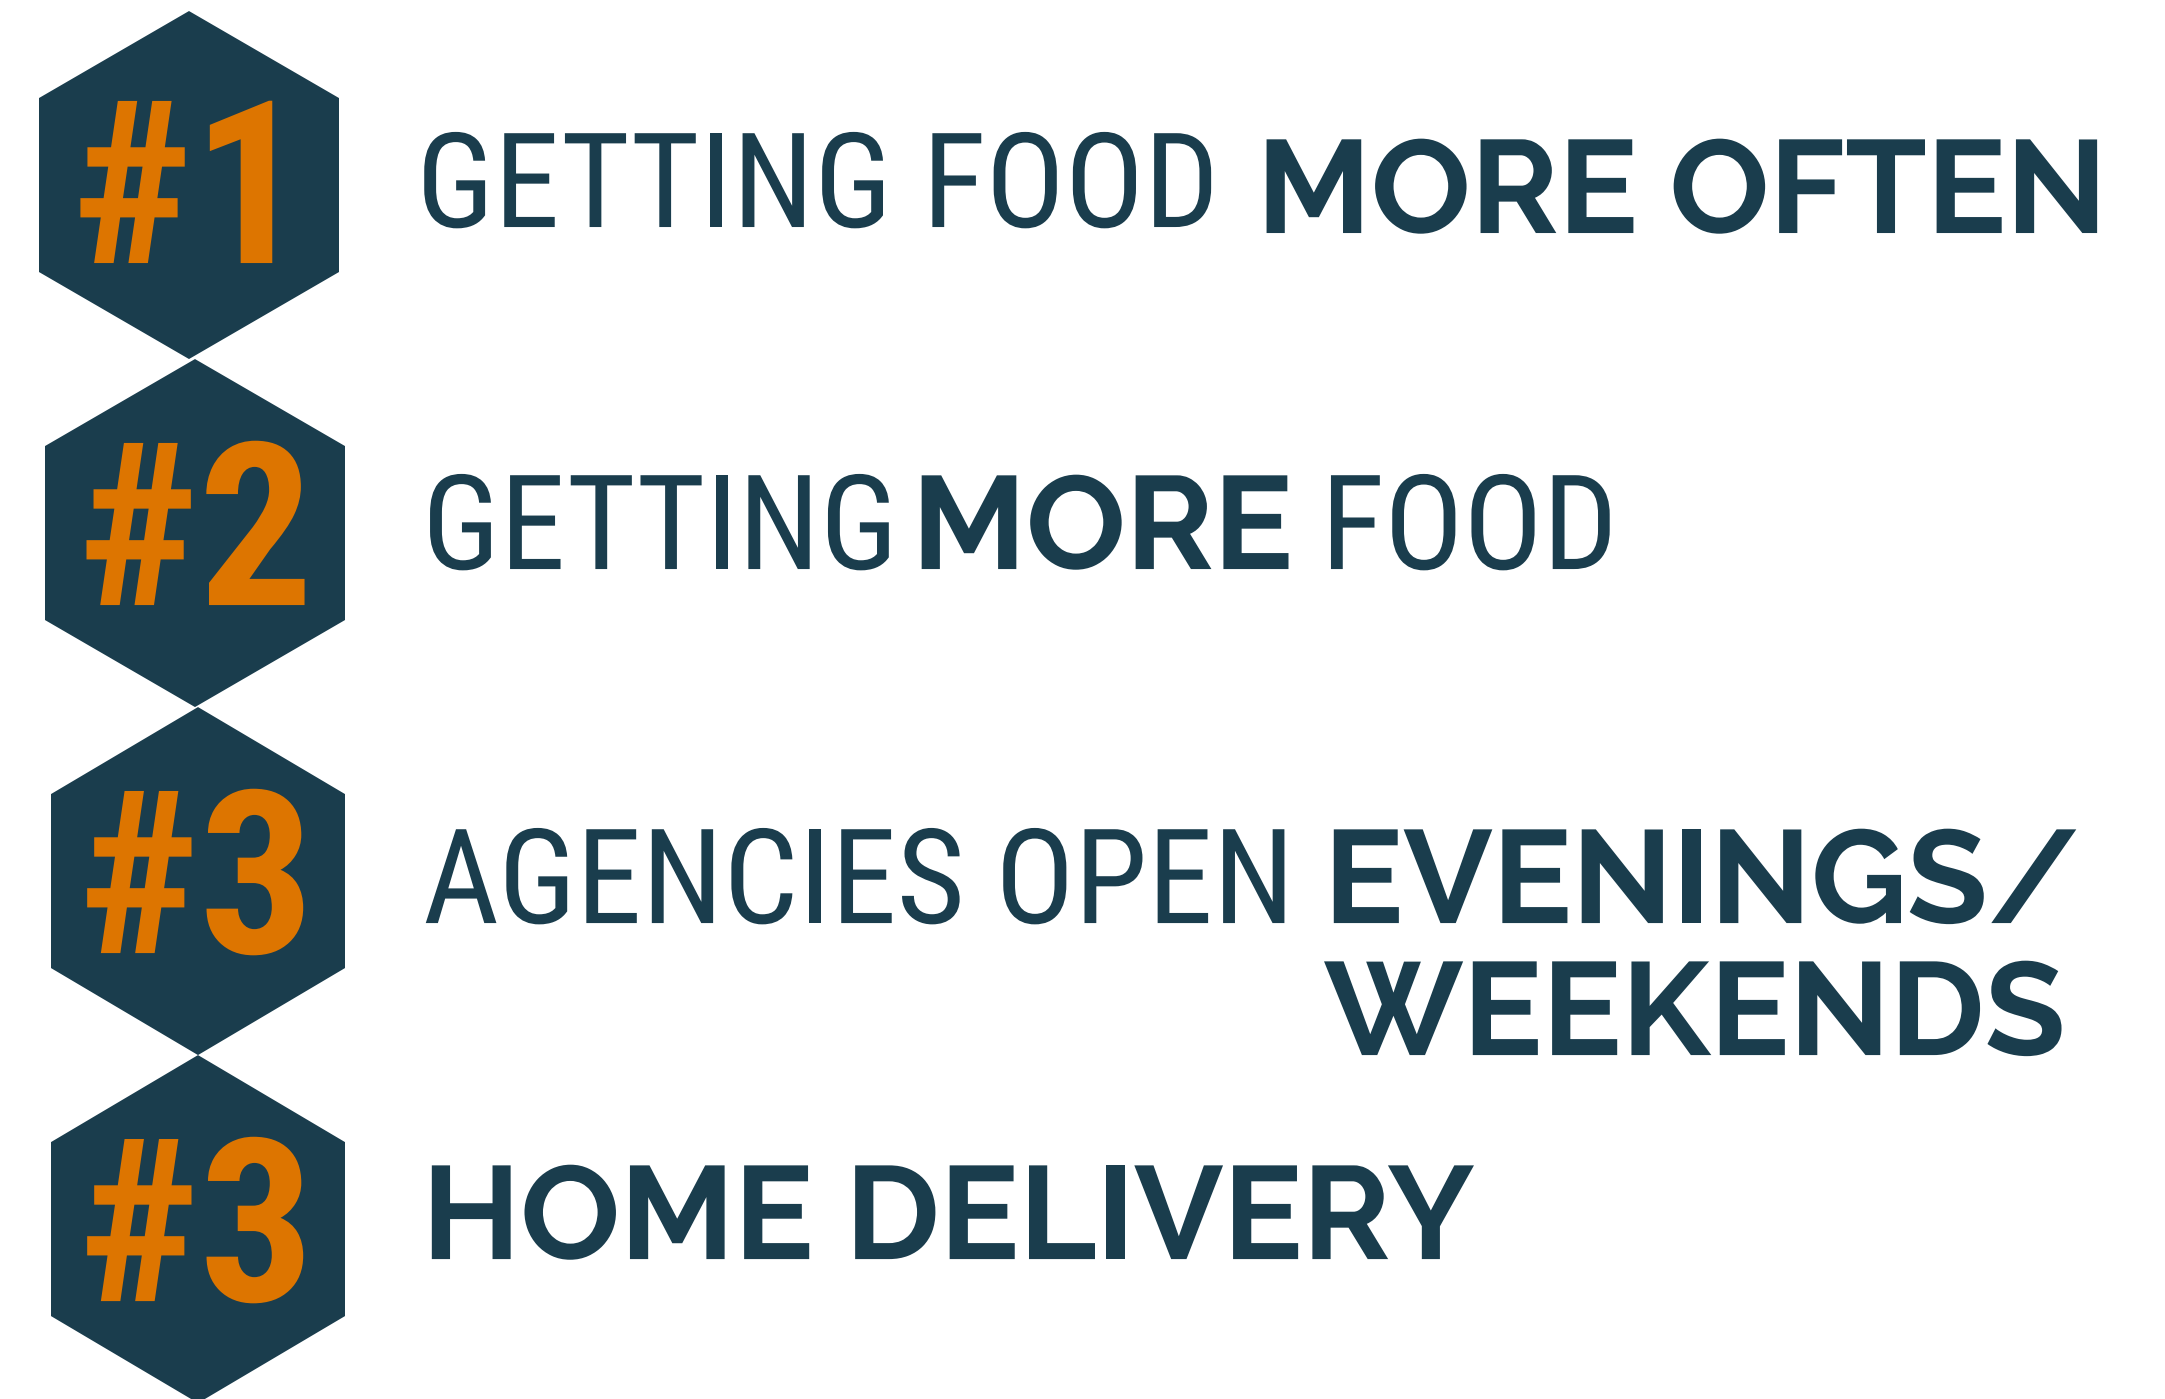 #1 GETTING FOOD MORE OFTEN
#2 GETTING MORE FOOD
#3 AGENCIES OPEN EVENINGS/
WEEKENDS
#3 HOME DELIVERY